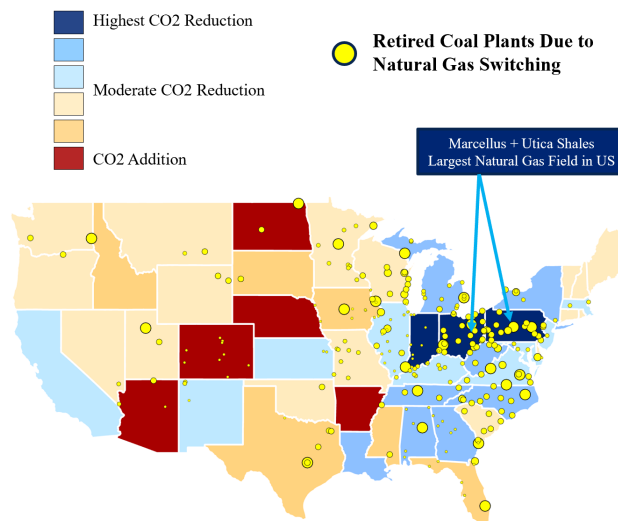 Highest CO2 Reduction
Moderate CO2 Reduction
CO2 Addition
Retired Coal Plants Due to
Natural Gas Switching
Marcellus + Utica Shales
Largest Natural Gas Field in US